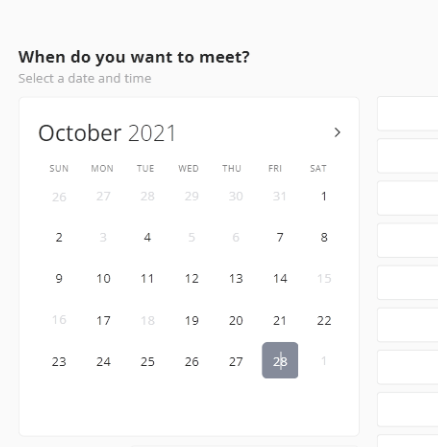 When do you want to meet?
Select a date and time
October 2021
SUN MON TUE WED THU FRI SAT
26 27 28 29 30 31 1
2 3 4 5 6 7 8
9 10 11 12 13 14 15
16 17 18 19 20 21 22
23 24 25 26 27 28 1